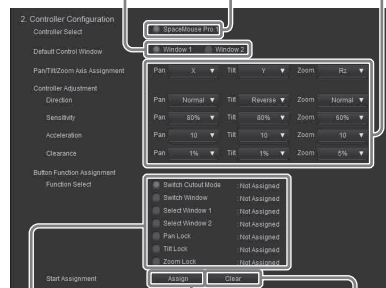 2. Controller Configuration
Controller Select SpaceMouse Pro 1
Default Control Window Window 1 Window 2
Pan/Tilt/Zoom Axis Assignment Pan X Tilt Y Zoom Rz
Controller Adjustment
Direction Pan Normal Tilt Reverse Zoom Normal
Sensitivity Pan 80% Tilt 80% Zoom 60%
Acceleration Pan 10 Tilt 10 Zoom 10
Clearance Pan 1% Tilt 1% Zoom 5%
Button Function Assignment
Function Select Switch Cutout Mode : Not Assigned
Switch Window : Not Assigned
Select Window 1 : Not Assigned
Select Window 2 : Not Assigned
Pan Lock : Not Assigned
Tilt Lock : Not Assigned
Zoom Lock : Not Assigned
Start Assignment Assign Clear